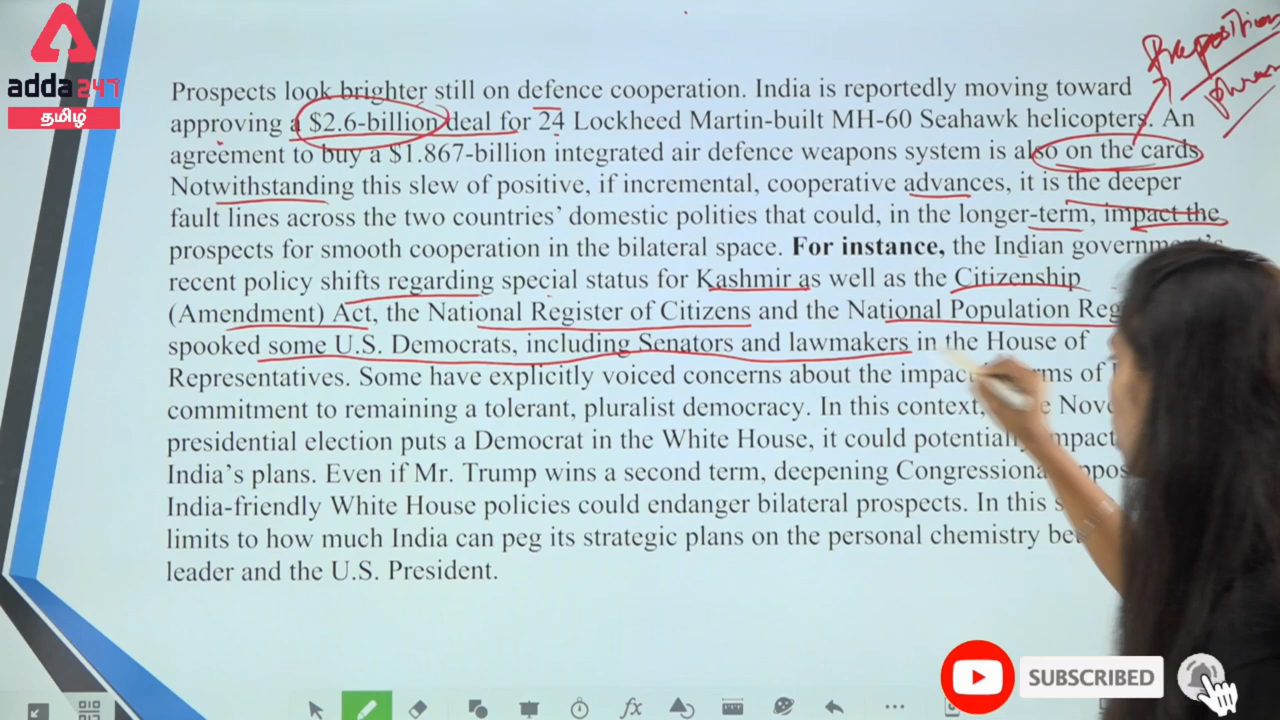 adda247
தமிழ்
Preposition
Prospects look brighter still on defence cooperation. India is reportedly moving toward
approving a $2.6-billion deal for 24 Lockheed Martin-built MH-60 Seahawk helicopters. An
agreement to buy a $1.867-billion integrated air defence weapons system is also on the cards
Notwithstanding this slew of positive, if incremental, cooperative advances, it is the deeper
fault lines across the two countries' domestic polities that could, in the longer-term, impact the
prospects for smooth cooperation in the bilateral space. For instance, the Indian government's
recent policy shifts regarding special status for Kashmir as well as the Citizenship
(Amendment) Act, the National Register of Citizens and the National Population
spooked some U.S. Democrats, including Senators and lawmakers in the House of
Representatives. Some have explicitly voiced concerns about the impact
commitment to remaining a tolerant, pluralist democracy. In this context,
presidential election puts a Democrat in the White House, it could impact
India's plans. Even if Mr. Trump wins a second term, deepening
India-friendly White House policies could endanger bilateral prospects. In this
limits to how much India can peg its strategic plans on the personal chemistry
leader and the U.S. President.
SUBSCRIBED
fx